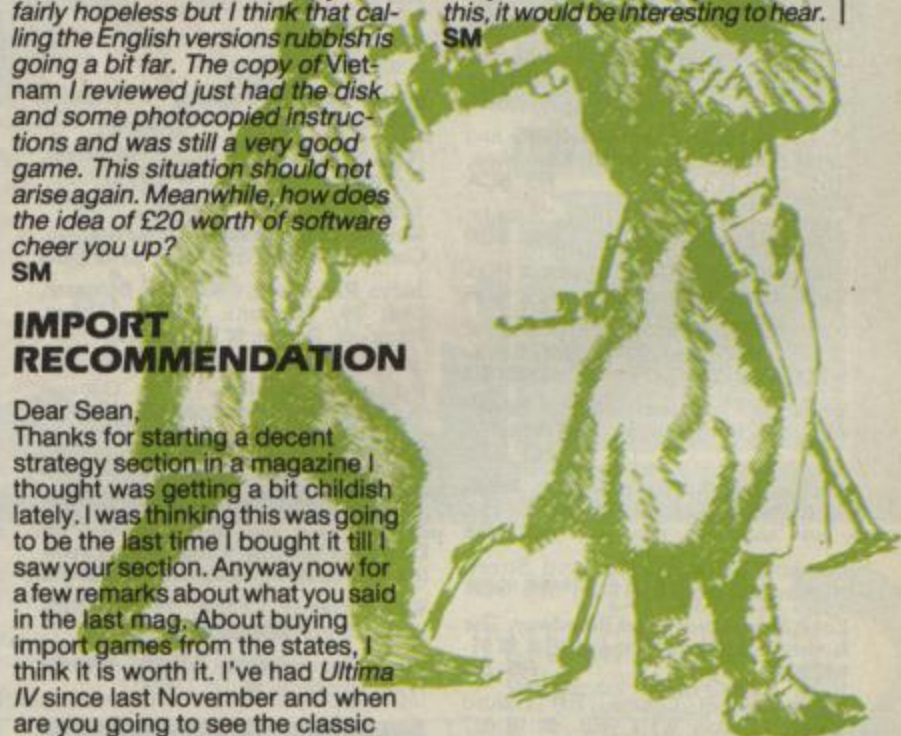 fairly hopeless but I think that cal-
ling the English versions rubbish is
going a bit far. The copy of Viet-
nam I reviewed just had the disk
and some photocopied instruc-
tions and was still a very good
game. This situation should not
arise again. Meanwhile, how does
the idea of £20 worth of software
cheer you up?
SM
IMPORT
RECOMMENDATION
Dear Sean,
Thanks for starting a decent
strategy section in a magazine I
thought was getting a bit childish
lately. I was thinking this was going
to be the last time I bought it till I
saw your section. Anyway now for
a few remarks about what you said
in the last mag. About buying
import games from the states, I
think it is worth it. I've had Ultima
IV since last November and when
are you going to see the classic
this, it would be interesting to hear.
SM